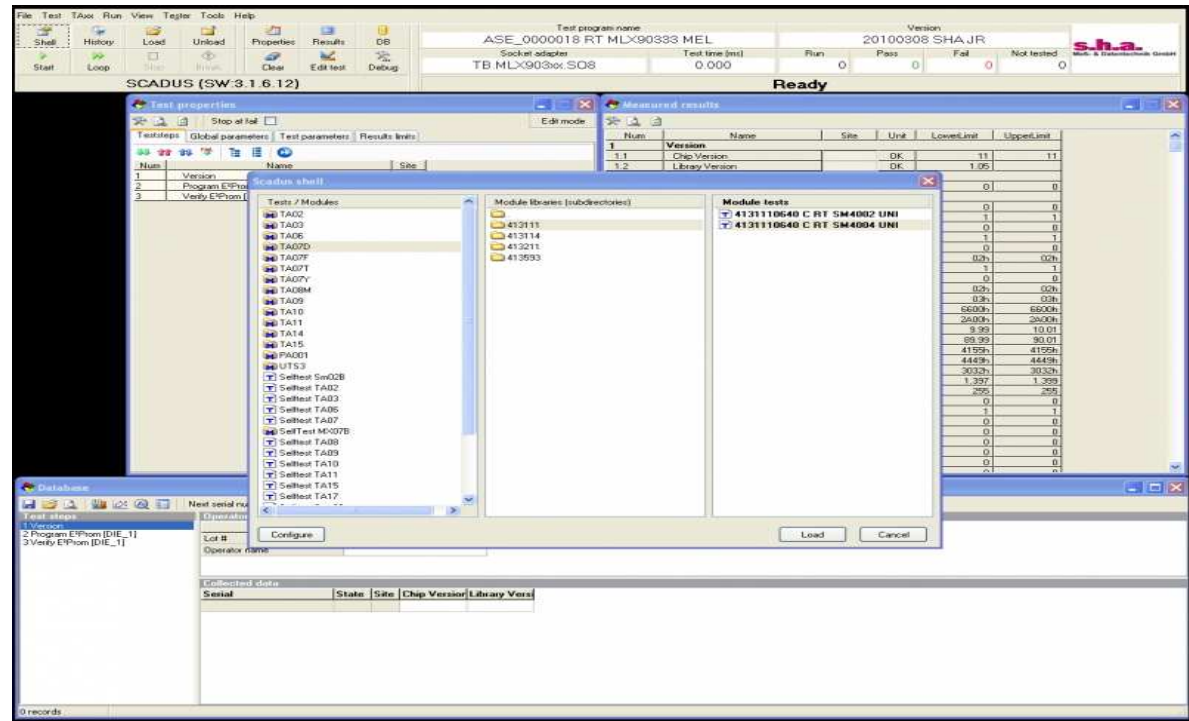 File Test TAxx Run View Tester Tools Help
Shell History Load Unload Properties Results DB
Start Loop Stop Break Clear Edit test Debug
Test program name Version
ASE_0000018 RT MLX90333 MEL 20100308 SHAJR
Socket adapter Test time (ms) Run Pass Fail Not tested
TB.MLX903xx.SO8 0.000 0 0 0 0
s.h.a.
SCADUS (SW:3.1.6.12) Ready
Test properties
Stop at fail Edit mode
Teststeps Global parameters Test parameters Results limits
Num Name Site
1 Version
2 Program E²Prom
3 Verify E²Prom [
Measured results
Num Name Site Unit LowerLimit UpperLimit
1 Version
1.1 Chip Version OK 11 11
1.2 Library Version OK 1.05
0 0
0 0
1 1
0 0
1 1
0 0
02h 02h
1 1
0 0
02h 02h
03h 03h
6600h 6600h
2A00h 2A00h
9.99 10.01
89.99 90.01
4155h 4155h
4449h 4449h
3032h 3032h
1.397 1.399
255 255
0 0
1 1
0 0
0 0
0 0
0 0
0 0
Scadus shell
Tests / Modules
TA02
TA03
TA06
TA07D
TA07F
TA07T
TA07Y
TA08M
TA09
TA10
TA11
TA14
TA15
PA001
UTS3
Selftest Sm02B
Selftest TA02
Selftest TA03
Selftest TA06
Selftest TA07
SelfTest MX07B
Selftest TA08
Selftest TA09
Selftest TA10
Selftest TA11
Selftest TA15
Selftest TA17
Module libraries (subdirectories)
413111
413114
413211
413593
Module tests
4131110640 C RT SM4002 UNI
4131110640 C RT SM4004 UNI
Configure Load Cancel
Database
Next serial nu
Test steps
1 Version
2 Program E²Prom [DIE_1]
3 Verify E²Prom [DIE_1]
Operator
Lot #
Operator name
Collected data
Serial State Site Chip Version Library Versi
0 records